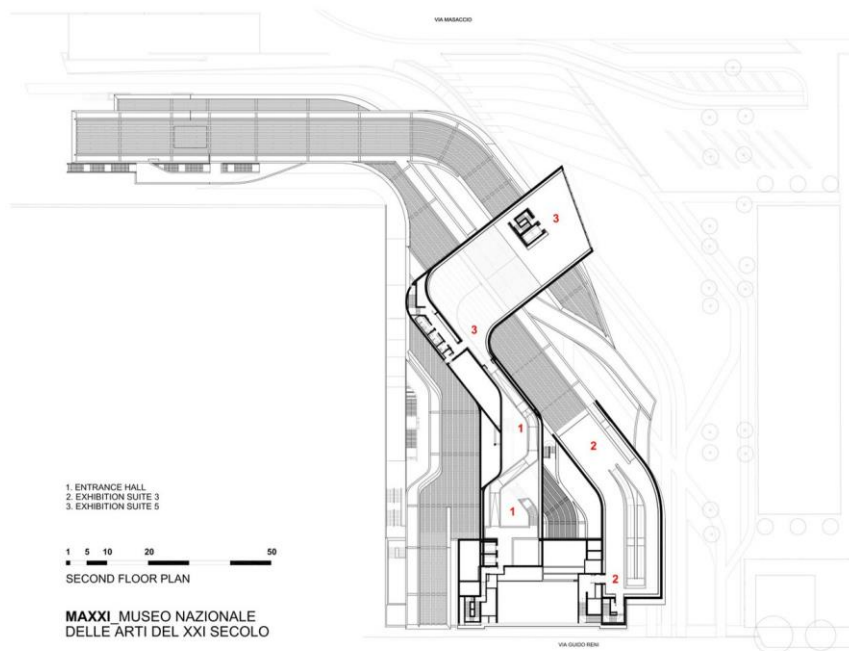 VIA MASACCIO
3
3
1
2
1
2
1. ENTRANCE HALL
2. EXHIBITION SUITE 3
3. EXHIBITION SUITE 5
1 5 10 20 50
SECOND FLOOR PLAN
MAXXI_MUSEO NAZIONALE
DELLE ARTI DEL XXI SECOLO
VIA GUIDO RENI